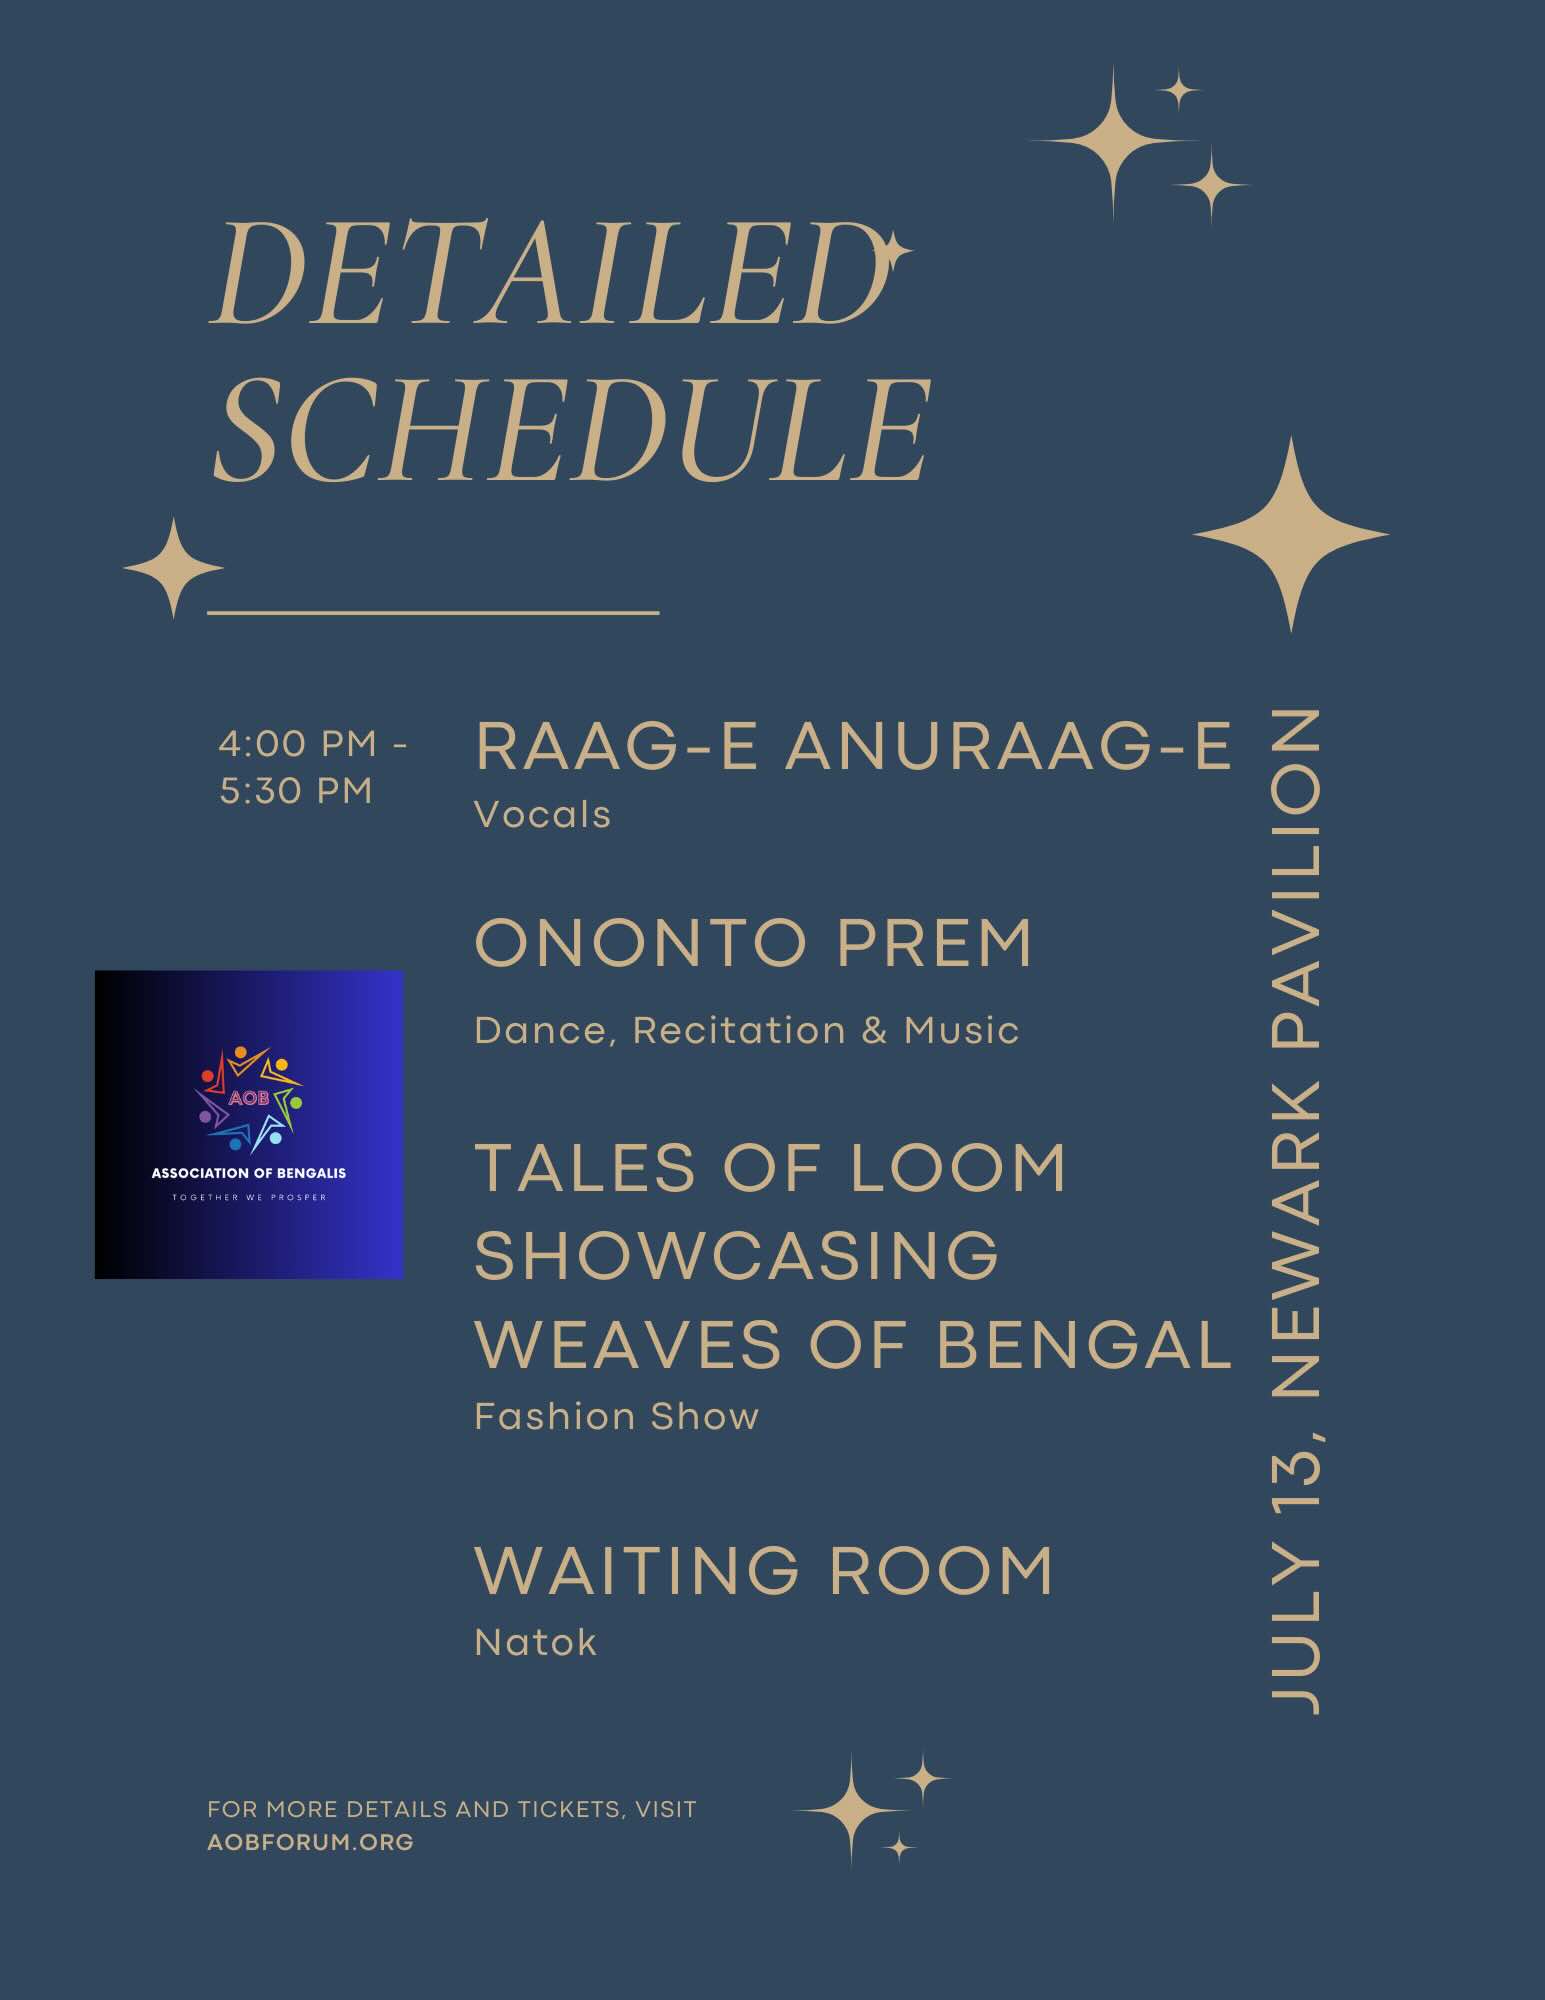 DETAILED
SCHEDULE
4:00 PM -
5:30 PM
RAAG-E ANURAAG-E
Vocals
ONONTO PREM
Dance, Recitation & Music
AOB
ASSOCIATION OF BENGALIS
TOGETHER WE PROSPER
TALES OF LOOM
SHOWCASING
WEAVES OF BENGAL
Fashion Show
WAITING ROOM
Natok
JULY 13, NEWARK PAVILION
FOR MORE DETAILS AND TICKETS, VISIT
AOBFORUM.ORG